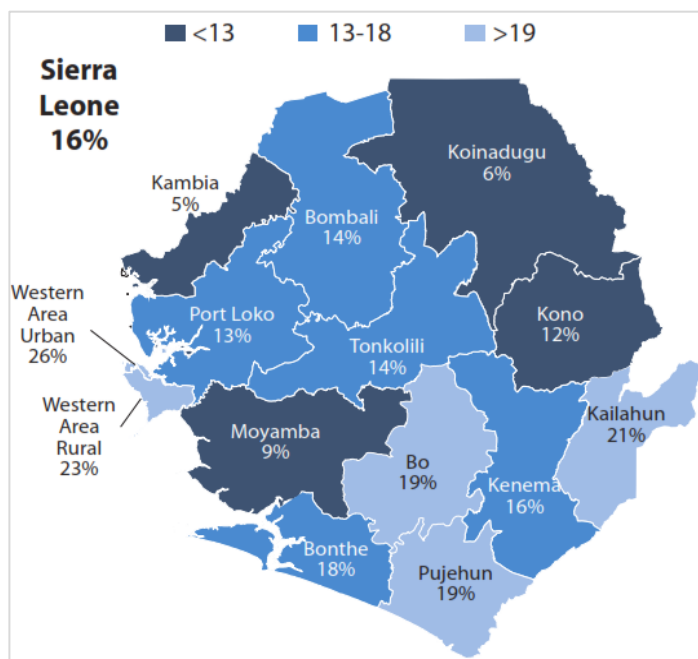 <13 13-18 >19
Sierra
Leone
16%
Koinadugu
6%
Kambia
5%
Bombali
14%
Western
Area
Urban
26%
Port Loko
13%
Kono
12%
Tonkolili
14%
Western
Area
Rural
23%
Moyamba
9%
Kailahun
21%
Bo
19%
Kenema
16%
Bonthe
18%
Pujehun
19%